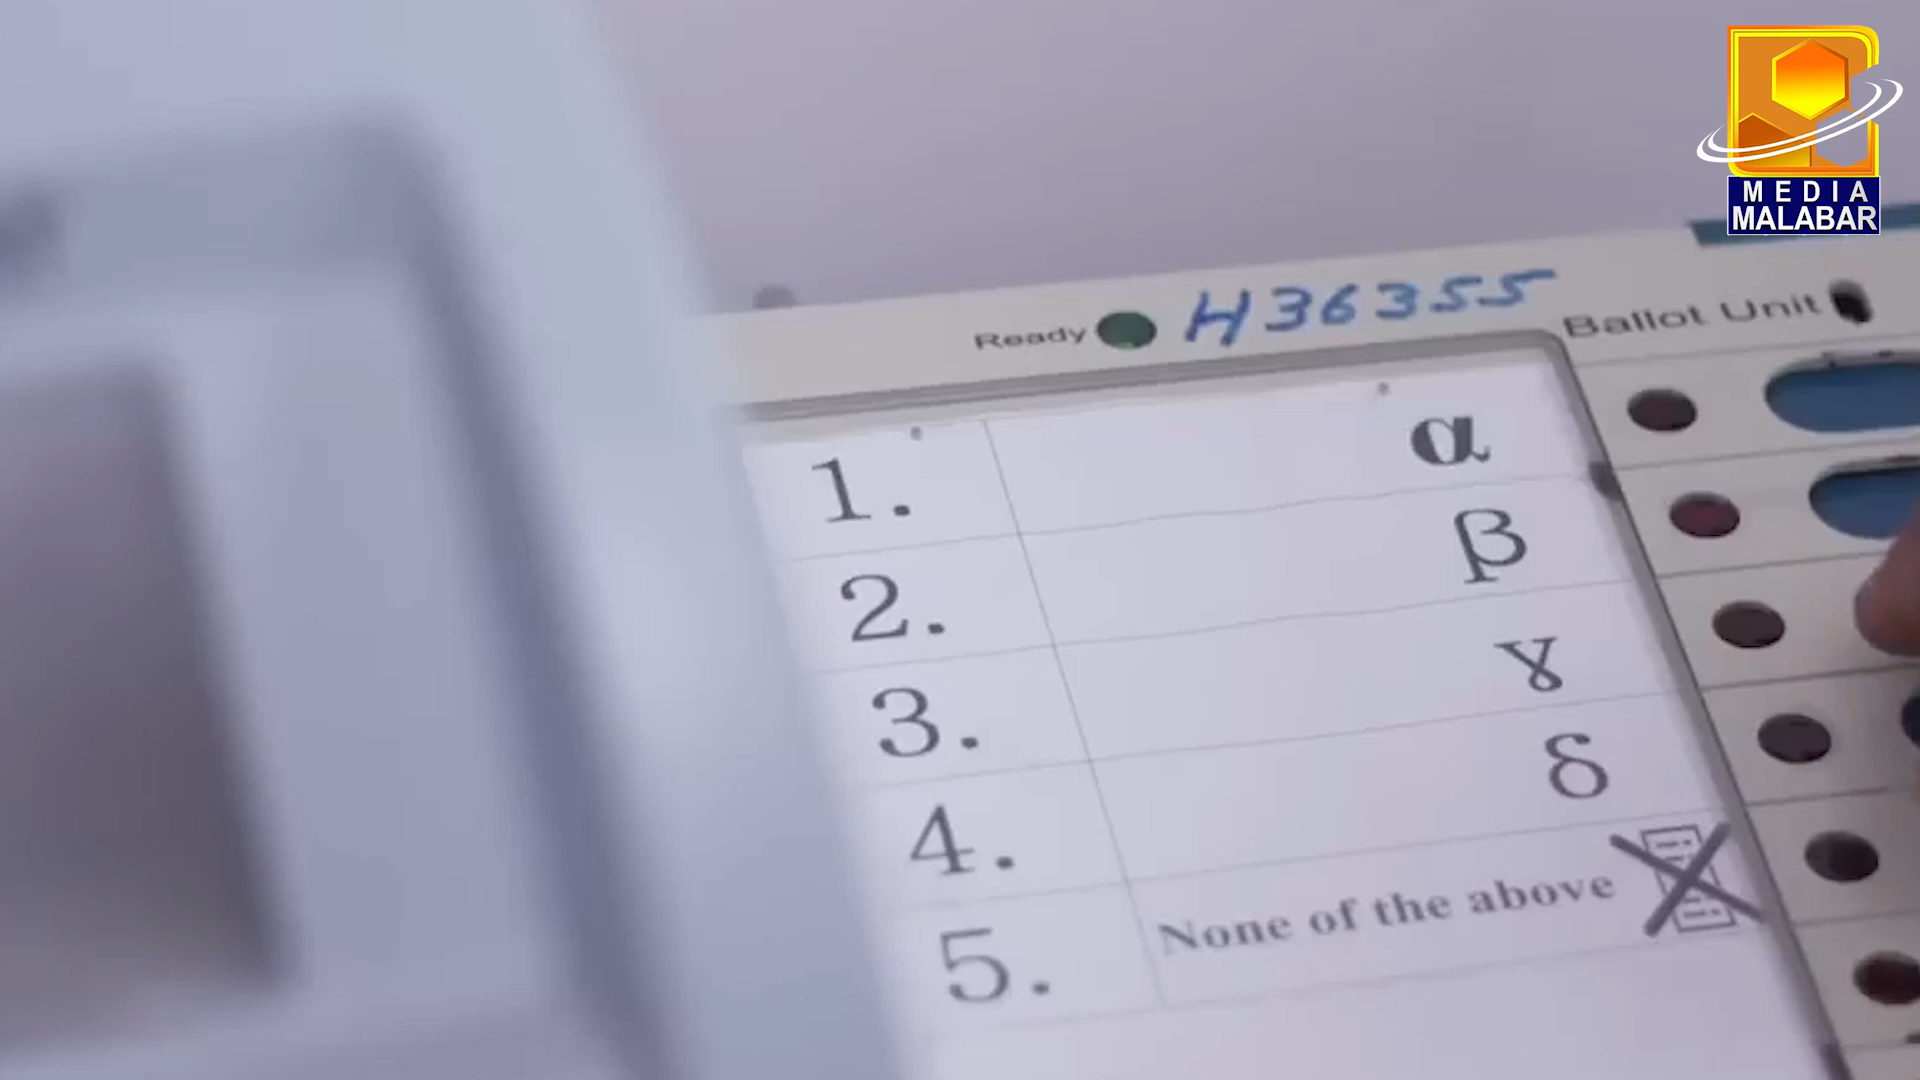 MEDIA
MALABAR
Ready H36355 Ballot Unit
1. α
2. β
3. γ
4. δ
5. None of the above